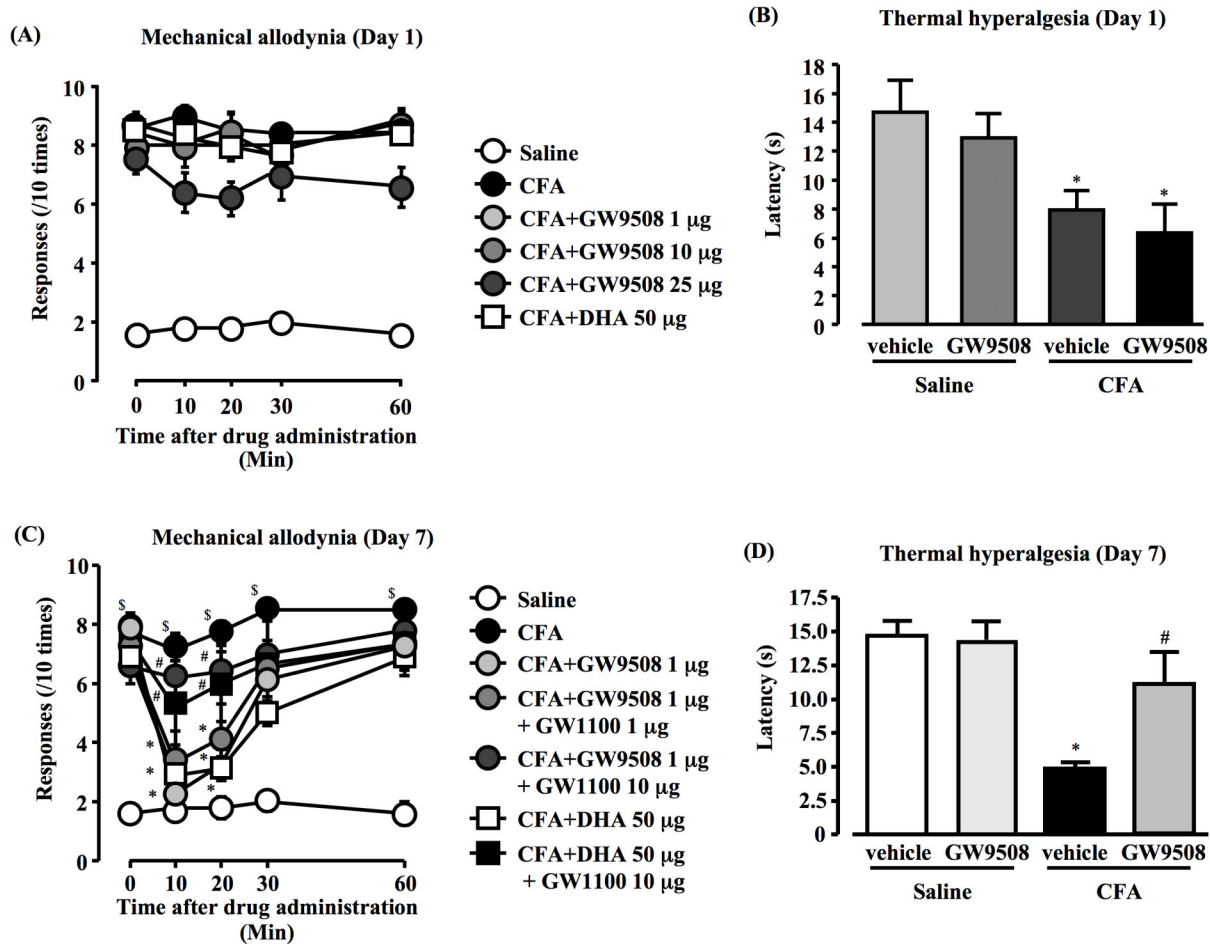 (A)
Mechanical allodynia (Day 1)
Responses (/10 times)
10
8
6
4
2
0
0 10 20 30 60
Time after drug administration
(Min)
Saline
CFA
CFA+GW9508 1 μg
CFA+GW9508 10 μg
CFA+GW9508 25 μg
CFA+DHA 50 μg
(B)
Thermal hyperalgesia (Day 1)
Latency (s)
18
16
14
12
10
8
6
4
2
0
* *
vehicle GW9508 vehicle GW9508
Saline CFA
(C)
Mechanical allodynia (Day 7)
Responses (/10 times)
10
8
6
4
2
0
$ $ $ $ $
# #
# #
* *
* *
* *
0 10 20 30 60
Time after drug administration
(Min)
Saline
CFA
CFA+GW9508 1 μg
CFA+GW9508 1 μg
+ GW1100 1 μg
CFA+GW9508 1 μg
+ GW1100 10 μg
CFA+DHA 50 μg
CFA+DHA 50 μg
+ GW1100 10 μg
(D)
Thermal hyperalgesia (Day 7)
Latency (s)
17.5
15.0
12.5
10.0
7.5
5.0
2.5
0
* #
vehicle GW9508 vehicle GW9508
Saline CFA